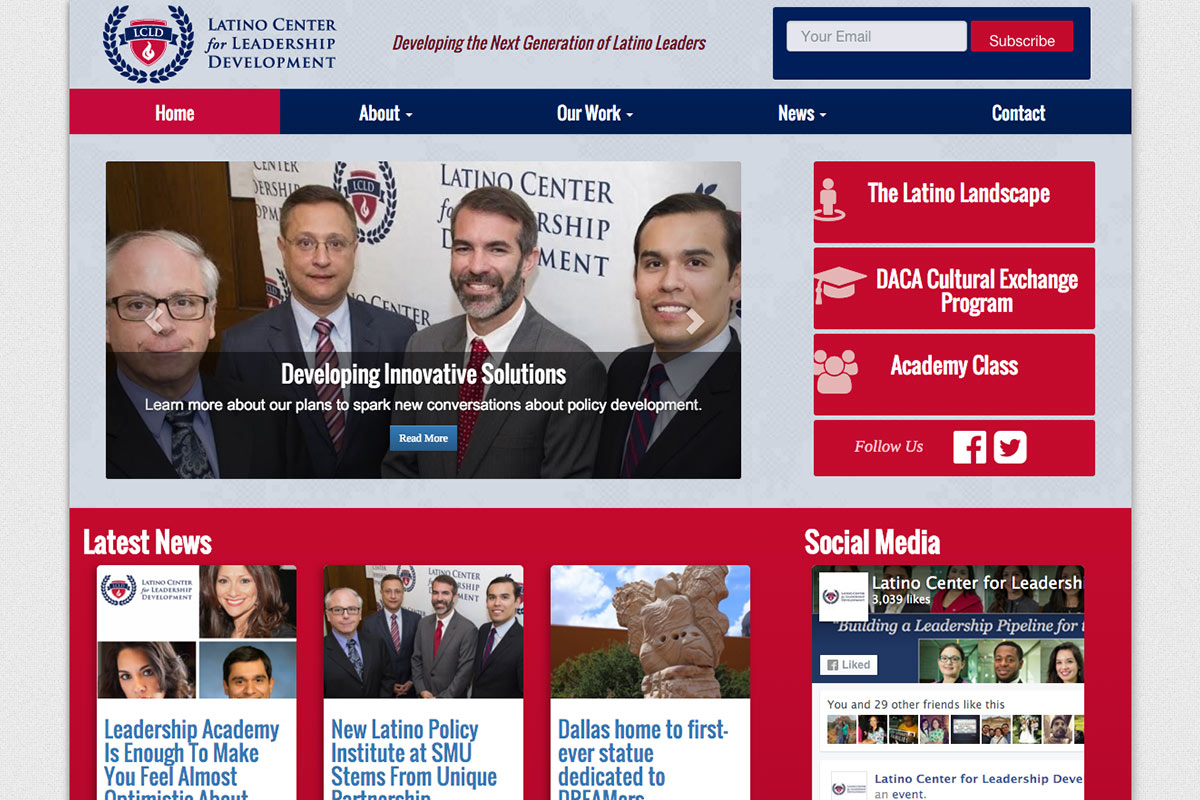 LCLD
LATINO CENTER
for LEADERSHIP
DEVELOPMENT
Developing the Next Generation of Latino Leaders
Your Email
Subscribe
Home
About
Our Work
News
Contact
CENTER
DERSHIP
LCLD
LATINO CENTER
The Latino Landscape
DACA Cultural Exchange
Program
Academy Class
Follow Us
Developing Innovative Solutions
Learn more about our plans to spark new conversations about policy development.
Read More
Latest News
Social Media
LATINO CENTER
for LEADERSHIP
DEVELOPMENT
Leadership Academy
Is Enough To Make
You Feel Almost
Optimistic About
New Latino Policy
Institute at SMU
Stems From Unique
Partnership
Dallas home to first-
ever statue
dedicated to
DREAMers
Latino Center for Leadersh
3,039 likes
"Building a Leadership Pipeline for t
Liked
You and 29 other friends like this
Latino Center for Leadership Deve
an event.